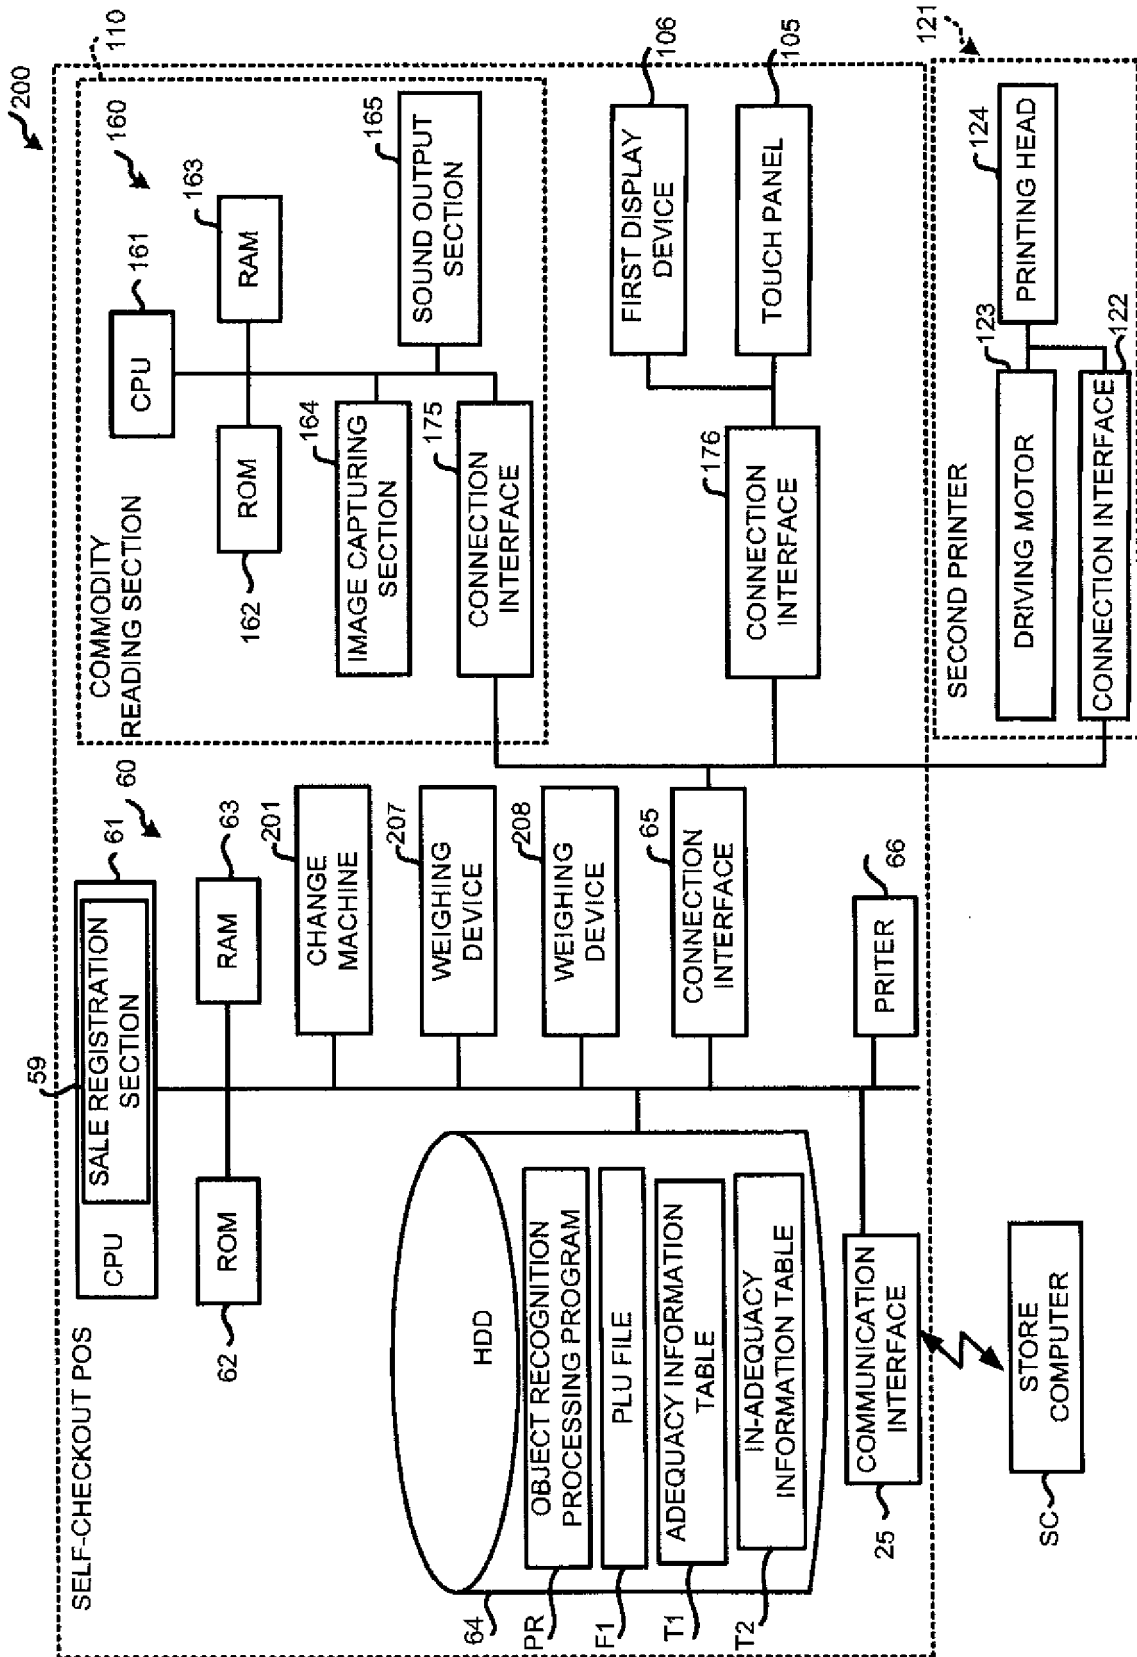 200
SELF-CHECKOUT POS
59
SALE REGISTRATION
SECTION
CPU
61
60
ROM
62
RAM
63
CHANGE
MACHINE
201
WEIGHING
DEVICE
207
WEIGHING
DEVICE
208
CONNECTION
INTERFACE
65
PRITER
66
HDD
64
OBJECT RECOGNITION
PROCESSING PROGRAM
PR
PLU FILE
F1
ADEQUACY INFORMATION
TABLE
T1
IN-ADEQUACY
INFORMATION TABLE
T2
COMMUNICATION
INTERFACE
25
STORE
COMPUTER
SC
COMMODITY
READING SECTION
110
160
CPU
161
ROM
162
RAM
163
IMAGE CAPTURING
SECTION
164
SOUND OUTPUT
SECTION
165
CONNECTION
INTERFACE
175
FIRST DISPLAY
DEVICE
106
TOUCH PANEL
105
CONNECTION
INTERFACE
176
SECOND PRINTER
121
DRIVING MOTOR
123
PRINTING HEAD
124
CONNECTION INTERFACE
122